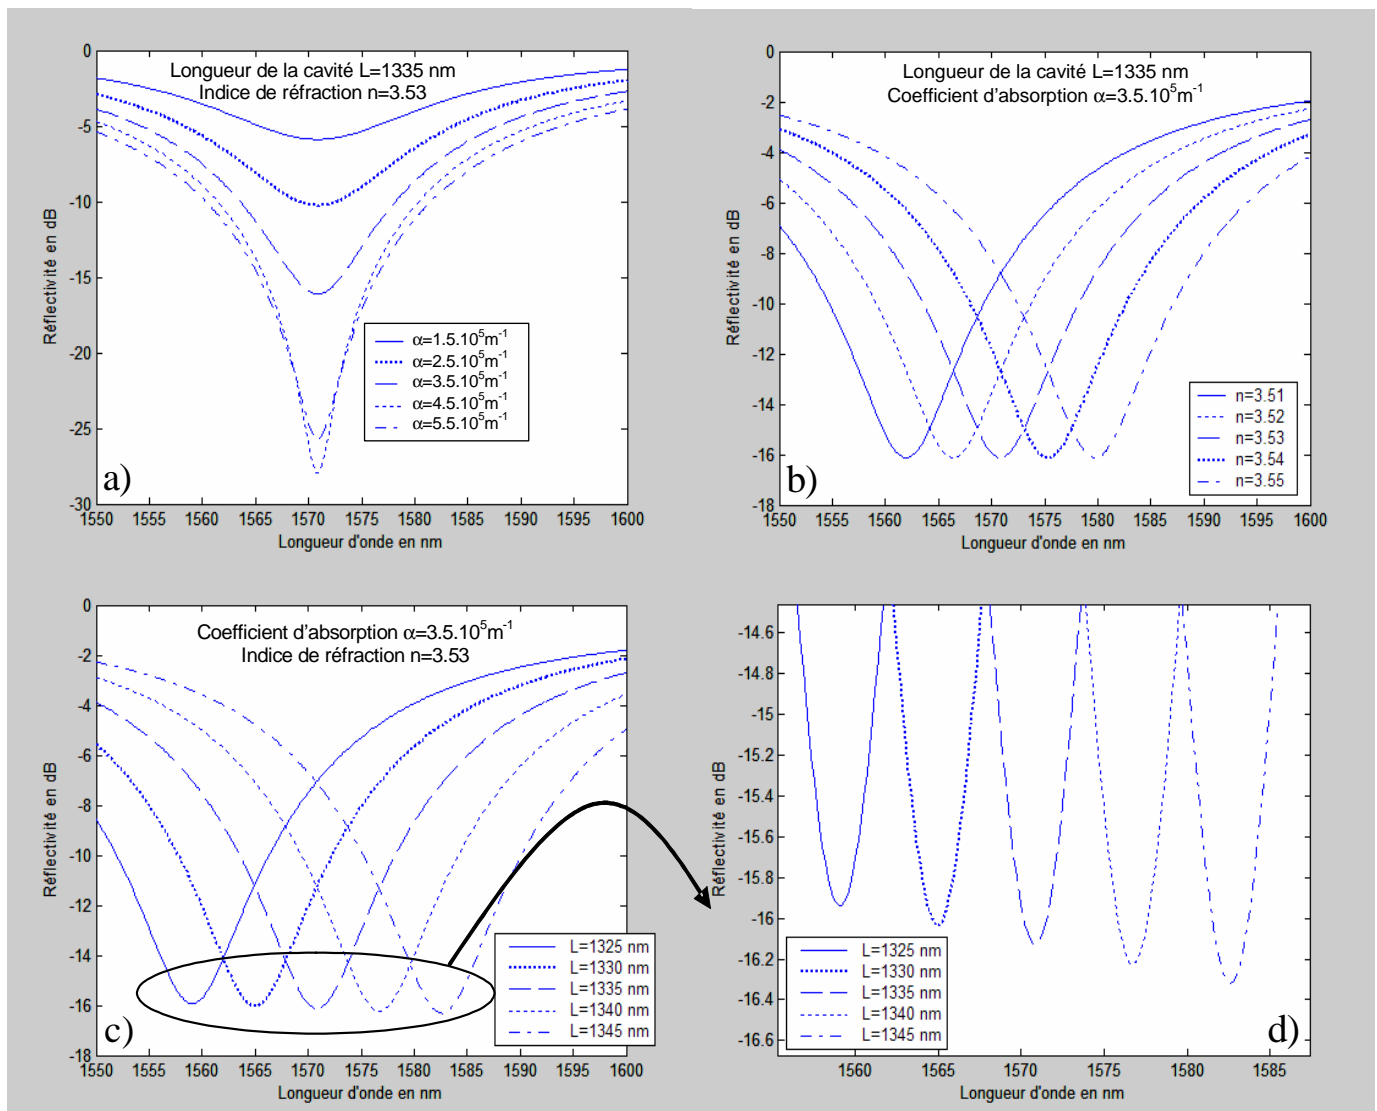 Longueur de la cavité L=1335 nm
Indice de réfraction n=3.53
0
-5
-10
-15
-20
-25
-30
Réflectivité en dB
α=1.5.10⁵m⁻¹
α=2.5.10⁵m⁻¹
α=3.5.10⁵m⁻¹
α=4.5.10⁵m⁻¹
α=5.5.10⁵m⁻¹
a)
1550 1555 1560 1565 1570 1575 1580 1585 1590 1595 1600
Longueur d'onde en nm
Longueur de la cavité L=1335 nm
Coefficient d'absorption α=3.5.10⁵m⁻¹
0
-2
-4
-6
-8
-10
-12
-14
-16
-18
Réflectivité en dB
n=3.51
n=3.52
n=3.53
n=3.54
n=3.55
b)
1550 1555 1560 1565 1570 1575 1580 1585 1590 1595 1600
Longueur d'onde en nm
Coefficient d'absorption α=3.5.10⁵m⁻¹
Indice de réfraction n=3.53
0
-2
-4
-6
-8
-10
-12
-14
-16
-18
Réflectivité en dB
L=1325 nm
L=1330 nm
L=1335 nm
L=1340 nm
L=1345 nm
c)
1550 1555 1560 1565 1570 1575 1580 1585 1590 1595 1600
Longueur d'onde en nm
-14.6
-14.8
-15
-15.2
-15.4
-15.6
-15.8
-16
-16.2
-16.4
-16.6
Réflectivité en dB
L=1325 nm
L=1330 nm
L=1335 nm
L=1340 nm
L=1345 nm
d)
1560 1565 1570 1575 1580 1585
Longueur d'onde en nm